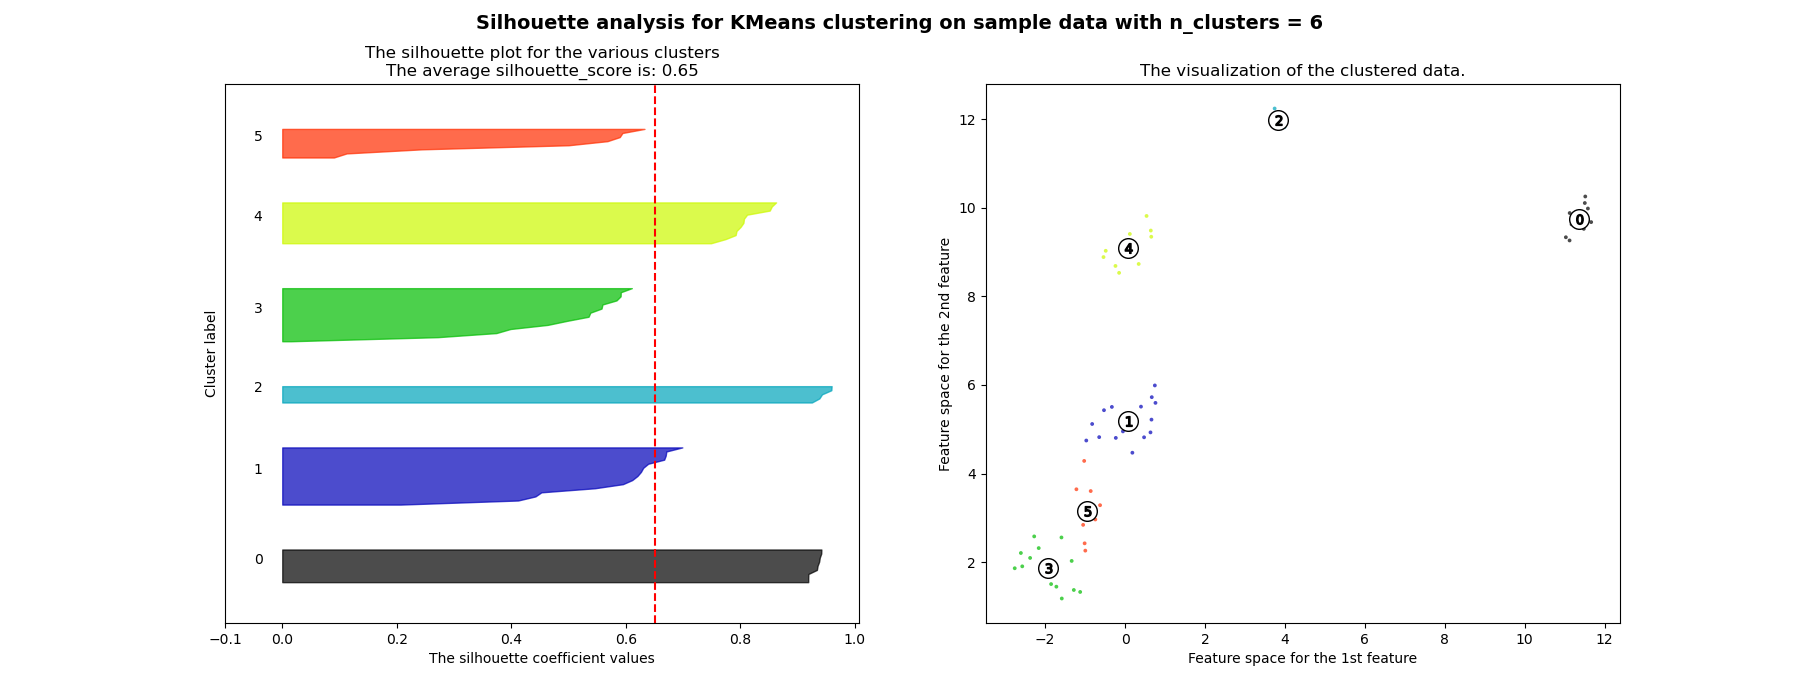 Silhouette analysis for KMeans clustering on sample data with n_clusters = 6
The silhouette plot for the various clusters
The average silhouette_score is: 0.65
5
4
3
2
1
0
Cluster label
−0.1 0.0 0.2 0.4 0.6 0.8 1.0
The silhouette coefficient values
The visualization of the clustered data.
12
10
8
6
4
2
Feature space for the 2nd feature
2
0
4
1
5
3
−2 0 2 4 6 8 10 12
Feature space for the 1st feature